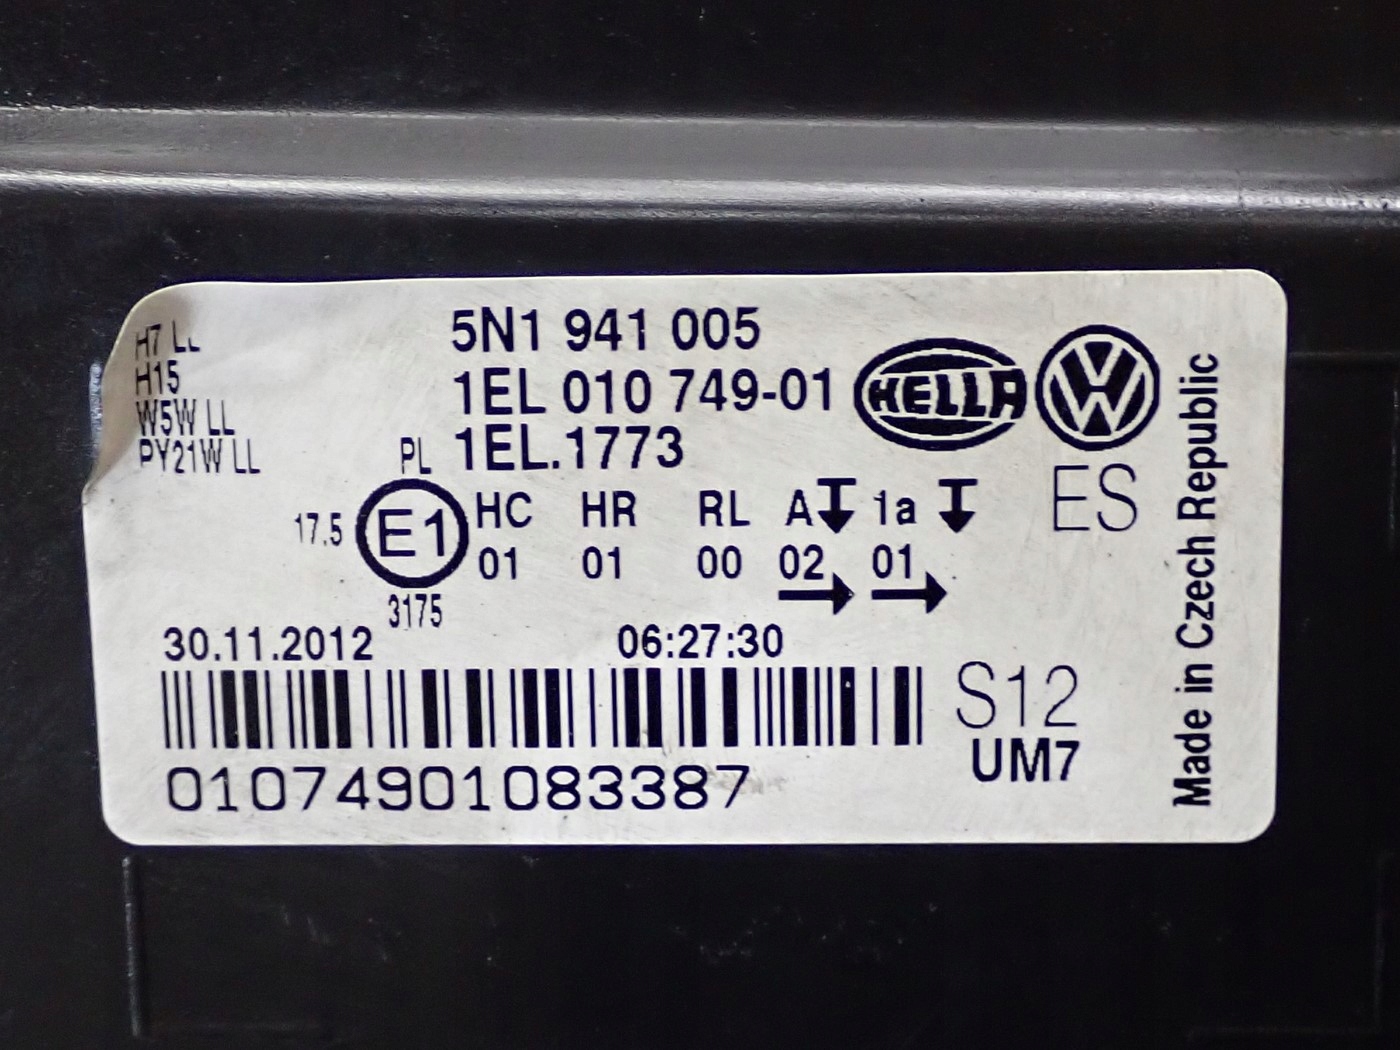 H7 LL
H15
W5W LL
PY21W LL
5N1 941 005
1EL 010 749-01
PL 1EL.1773
HELLA
VW
17.5 E1 HC HR RL A 1a
01 01 00 02 01
3175
ES
30.11.2012 06:27:30
01074901083387
S12
UM7
Made in Czech Republic